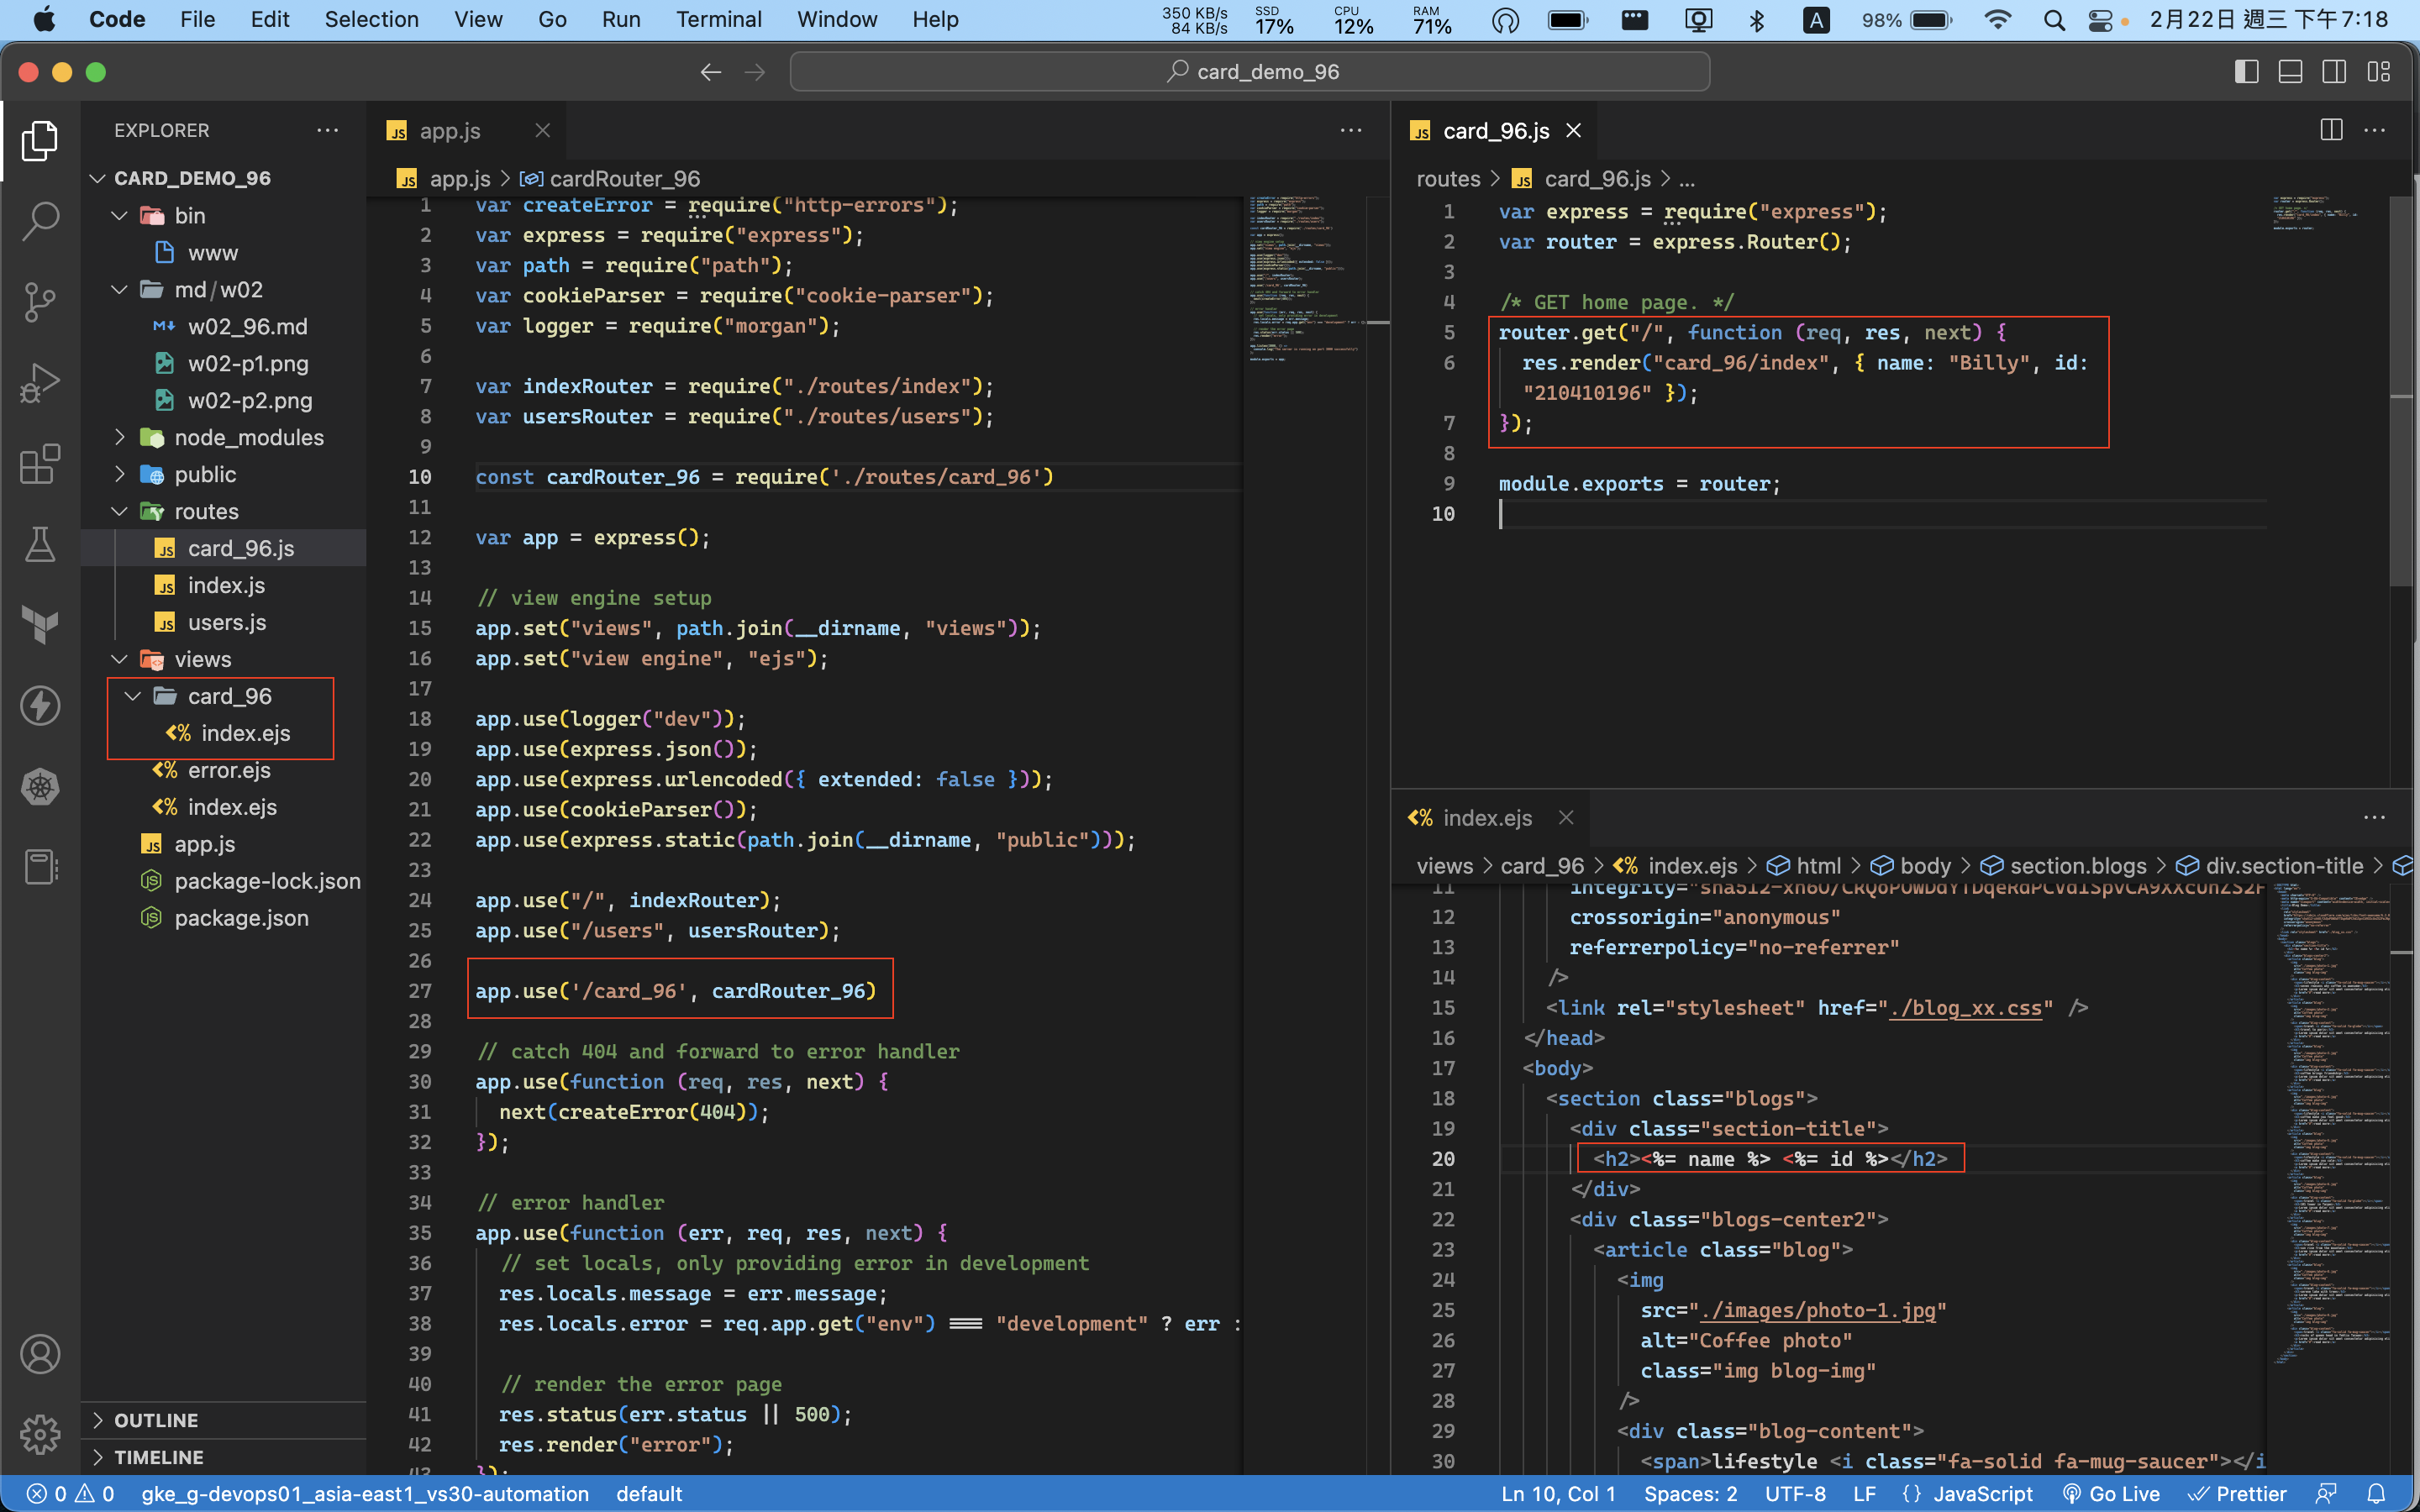 Code File Edit Selection View Go Run Terminal Window Help 350 KB/s 84 KB/s SSD 17% CPU 12% RAM 71% A 98% 2月22日 週三 下午7:18
card_demo_96
EXPLORER
CARD_DEMO_96
bin
www
md/w02
w02_96.md
w02-p1.png
w02-p2.png
node_modules
public
routes
card_96.js
index.js
users.js
views
card_96
index.ejs
error.ejs
index.ejs
app.js
package-lock.json
package.json
OUTLINE
TIMELINE
app.js
app.js > cardRouter_96
1 var createError = require("http-errors");
2 var express = require("express");
3 var path = require("path");
4 var cookieParser = require("cookie-parser");
5 var logger = require("morgan");
6
7 var indexRouter = require("./routes/index");
8 var usersRouter = require("./routes/users");
9
10 const cardRouter_96 = require('./routes/card_96')
11
12 var app = express();
13
14 // view engine setup
15 app.set("views", path.join(__dirname, "views"));
16 app.set("view engine", "ejs");
17
18 app.use(logger("dev"));
19 app.use(express.json());
20 app.use(express.urlencoded({ extended: false }));
21 app.use(cookieParser());
22 app.use(express.static(path.join(__dirname, "public")));
23
24 app.use("/", indexRouter);
25 app.use("/users", usersRouter);
26
27 app.use('/card_96', cardRouter_96)
28
29 // catch 404 and forward to error handler
30 app.use(function (req, res, next) {
31 next(createError(404));
32 });
33
34 // error handler
35 app.use(function (err, req, res, next) {
36 // set locals, only providing error in development
37 res.locals.message = err.message;
38 res.locals.error = req.app.get("env") === "development" ? err :
39
40 // render the error page
41 res.status(err.status || 500);
42 res.render("error");
43 });
card_96.js
routes > card_96.js > ...
1 var express = require("express");
2 var router = express.Router();
3
4 /* GET home page. */
5 router.get("/", function (req, res, next) {
6 res.render("card_96/index", { name: "Billy", id:
"210410196" });
7 });
8
9 module.exports = router;
10
index.ejs
views > card_96 > index.ejs > html > body > section.blogs > div.section-title >
12 crossorigin="anonymous"
13 referrerpolicy="no-referrer"
14 />
15 <link rel="stylesheet" href="./blog_xx.css" />
16 </head>
17 <body>
18 <section class="blogs">
19 <div class="section-title">
20 <h2><%= name %> <%= id %></h2>
21 </div>
22 <div class="blogs-center2">
23 <article class="blog">
24 <img
25 src="./images/photo-1.jpg"
26 alt="Coffee photo"
27 class="img blog-img"
28 />
29 <div class="blog-content">
30 <span>lifestyle <i class="fa-solid fa-mug-saucer"></i
0 0 gke_g-devops01_asia-east1_vs30-automation default Ln 10, Col 1 Spaces: 2 UTF-8 LF {} JavaScript Go Live Prettier